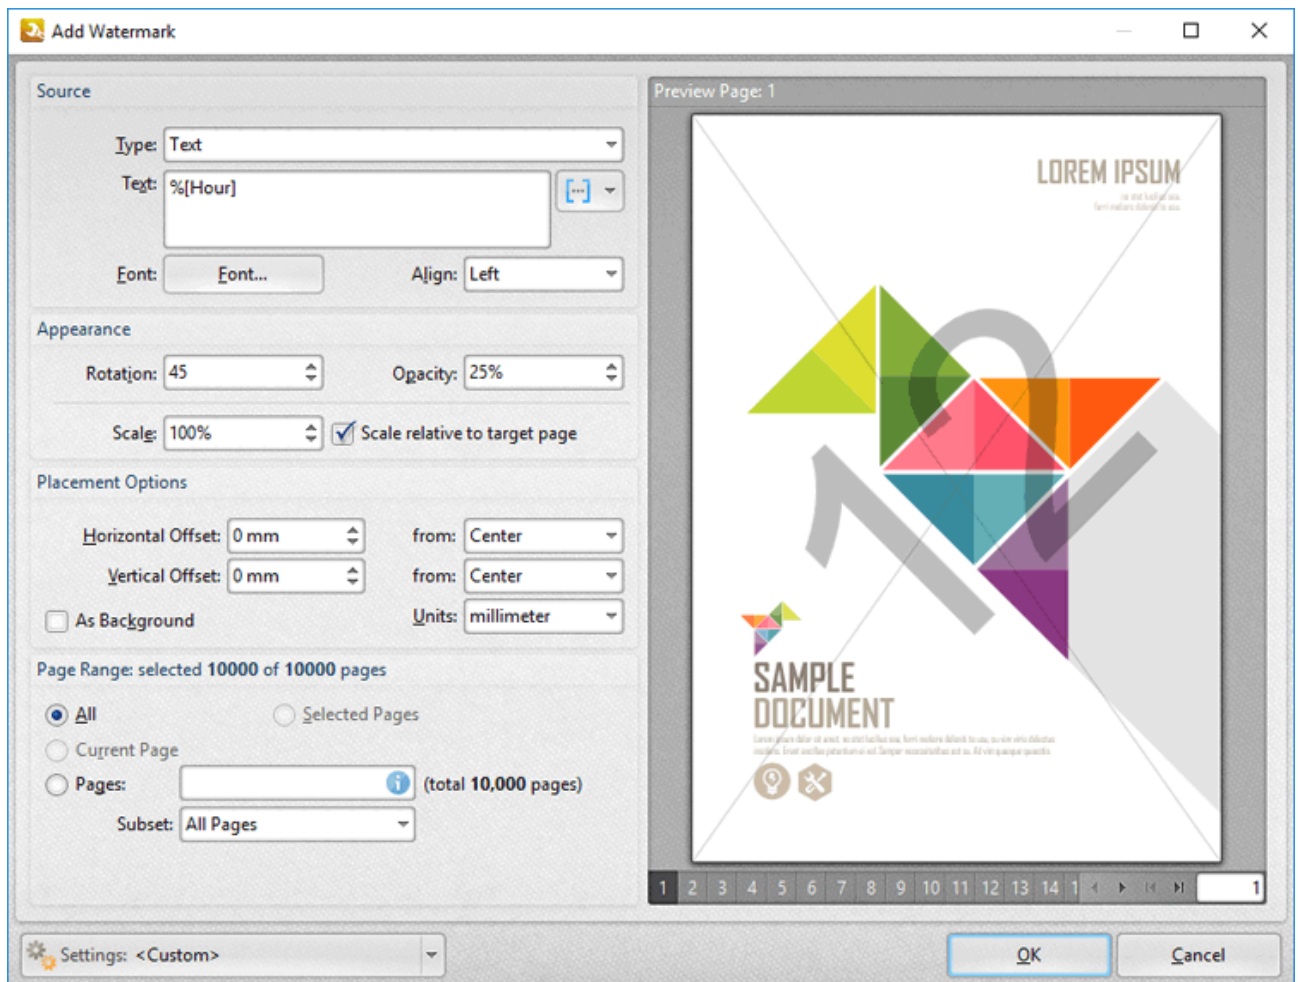 Add Watermark
Source
Type: Text
Text: %[Hour]
Font: Font... Align: Left
Appearance
Rotation: 45 Opacity: 25%
Scale: 100% Scale relative to target page
Placement Options
Horizontal Offset: 0 mm from: Center
Vertical Offset: 0 mm from: Center
As Background Units: millimeter
Page Range: selected 10000 of 10000 pages
All Selected Pages
Current Page
Pages: (total 10,000 pages)
Subset: All Pages
Settings: <Custom>
Preview Page: 1
LOREM IPSUM
12
SAMPLE
DOCUMENT
1 2 3 4 5 6 7 8 9 10 11 12 13 14 1 1
OK Cancel